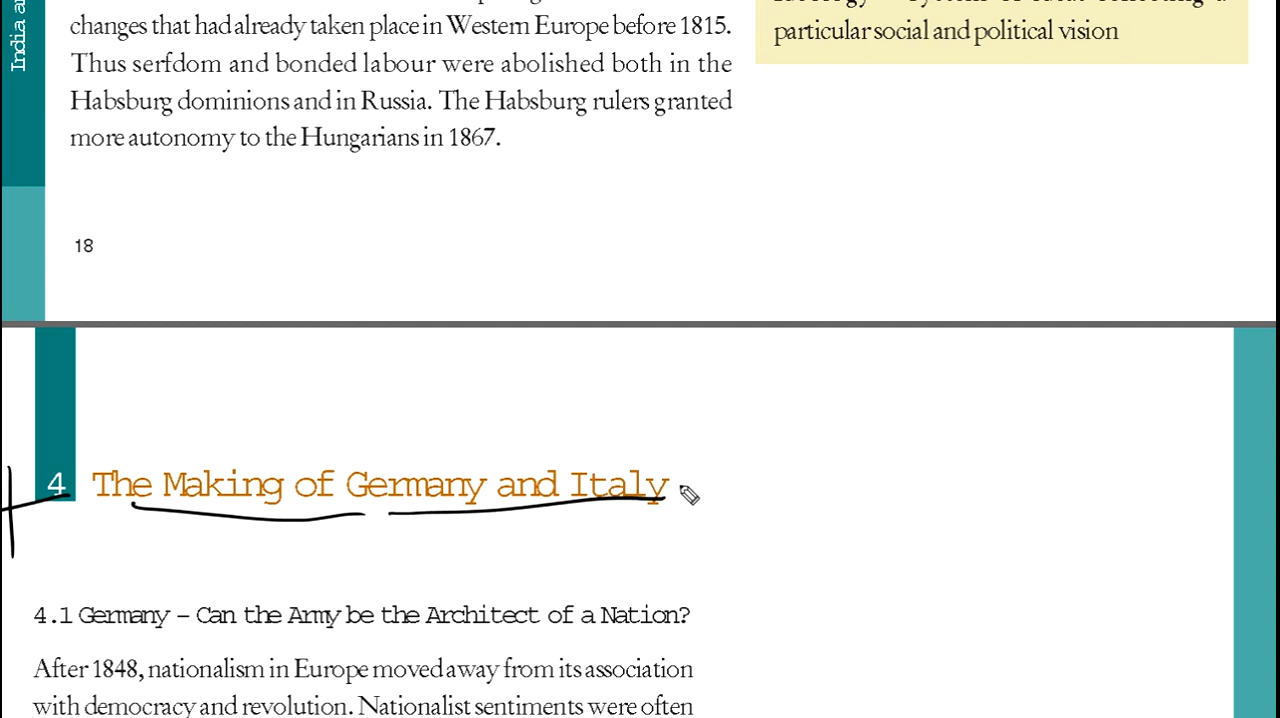 India a
changes that had already taken place in Western Europe before 1815.
Thus serfdom and bonded labour were abolished both in the
Habsburg dominions and in Russia. The Habsburg rulers granted
more autonomy to the Hungarians in 1867.
particular social and political vision
18
4 The Making of Germany and Italy
4.1 Germany – Can the Army be the Architect of a Nation?
After 1848, nationalism in Europe moved away from its association
with democracy and revolution. Nationalist sentiments were often